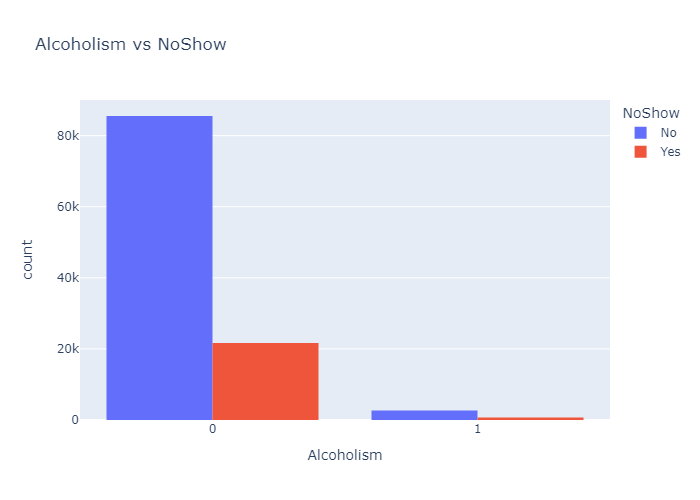 Alcoholism vs NoShow
NoShow
No
Yes
80k
60k
40k
20k
0
count
0
1
Alcoholism